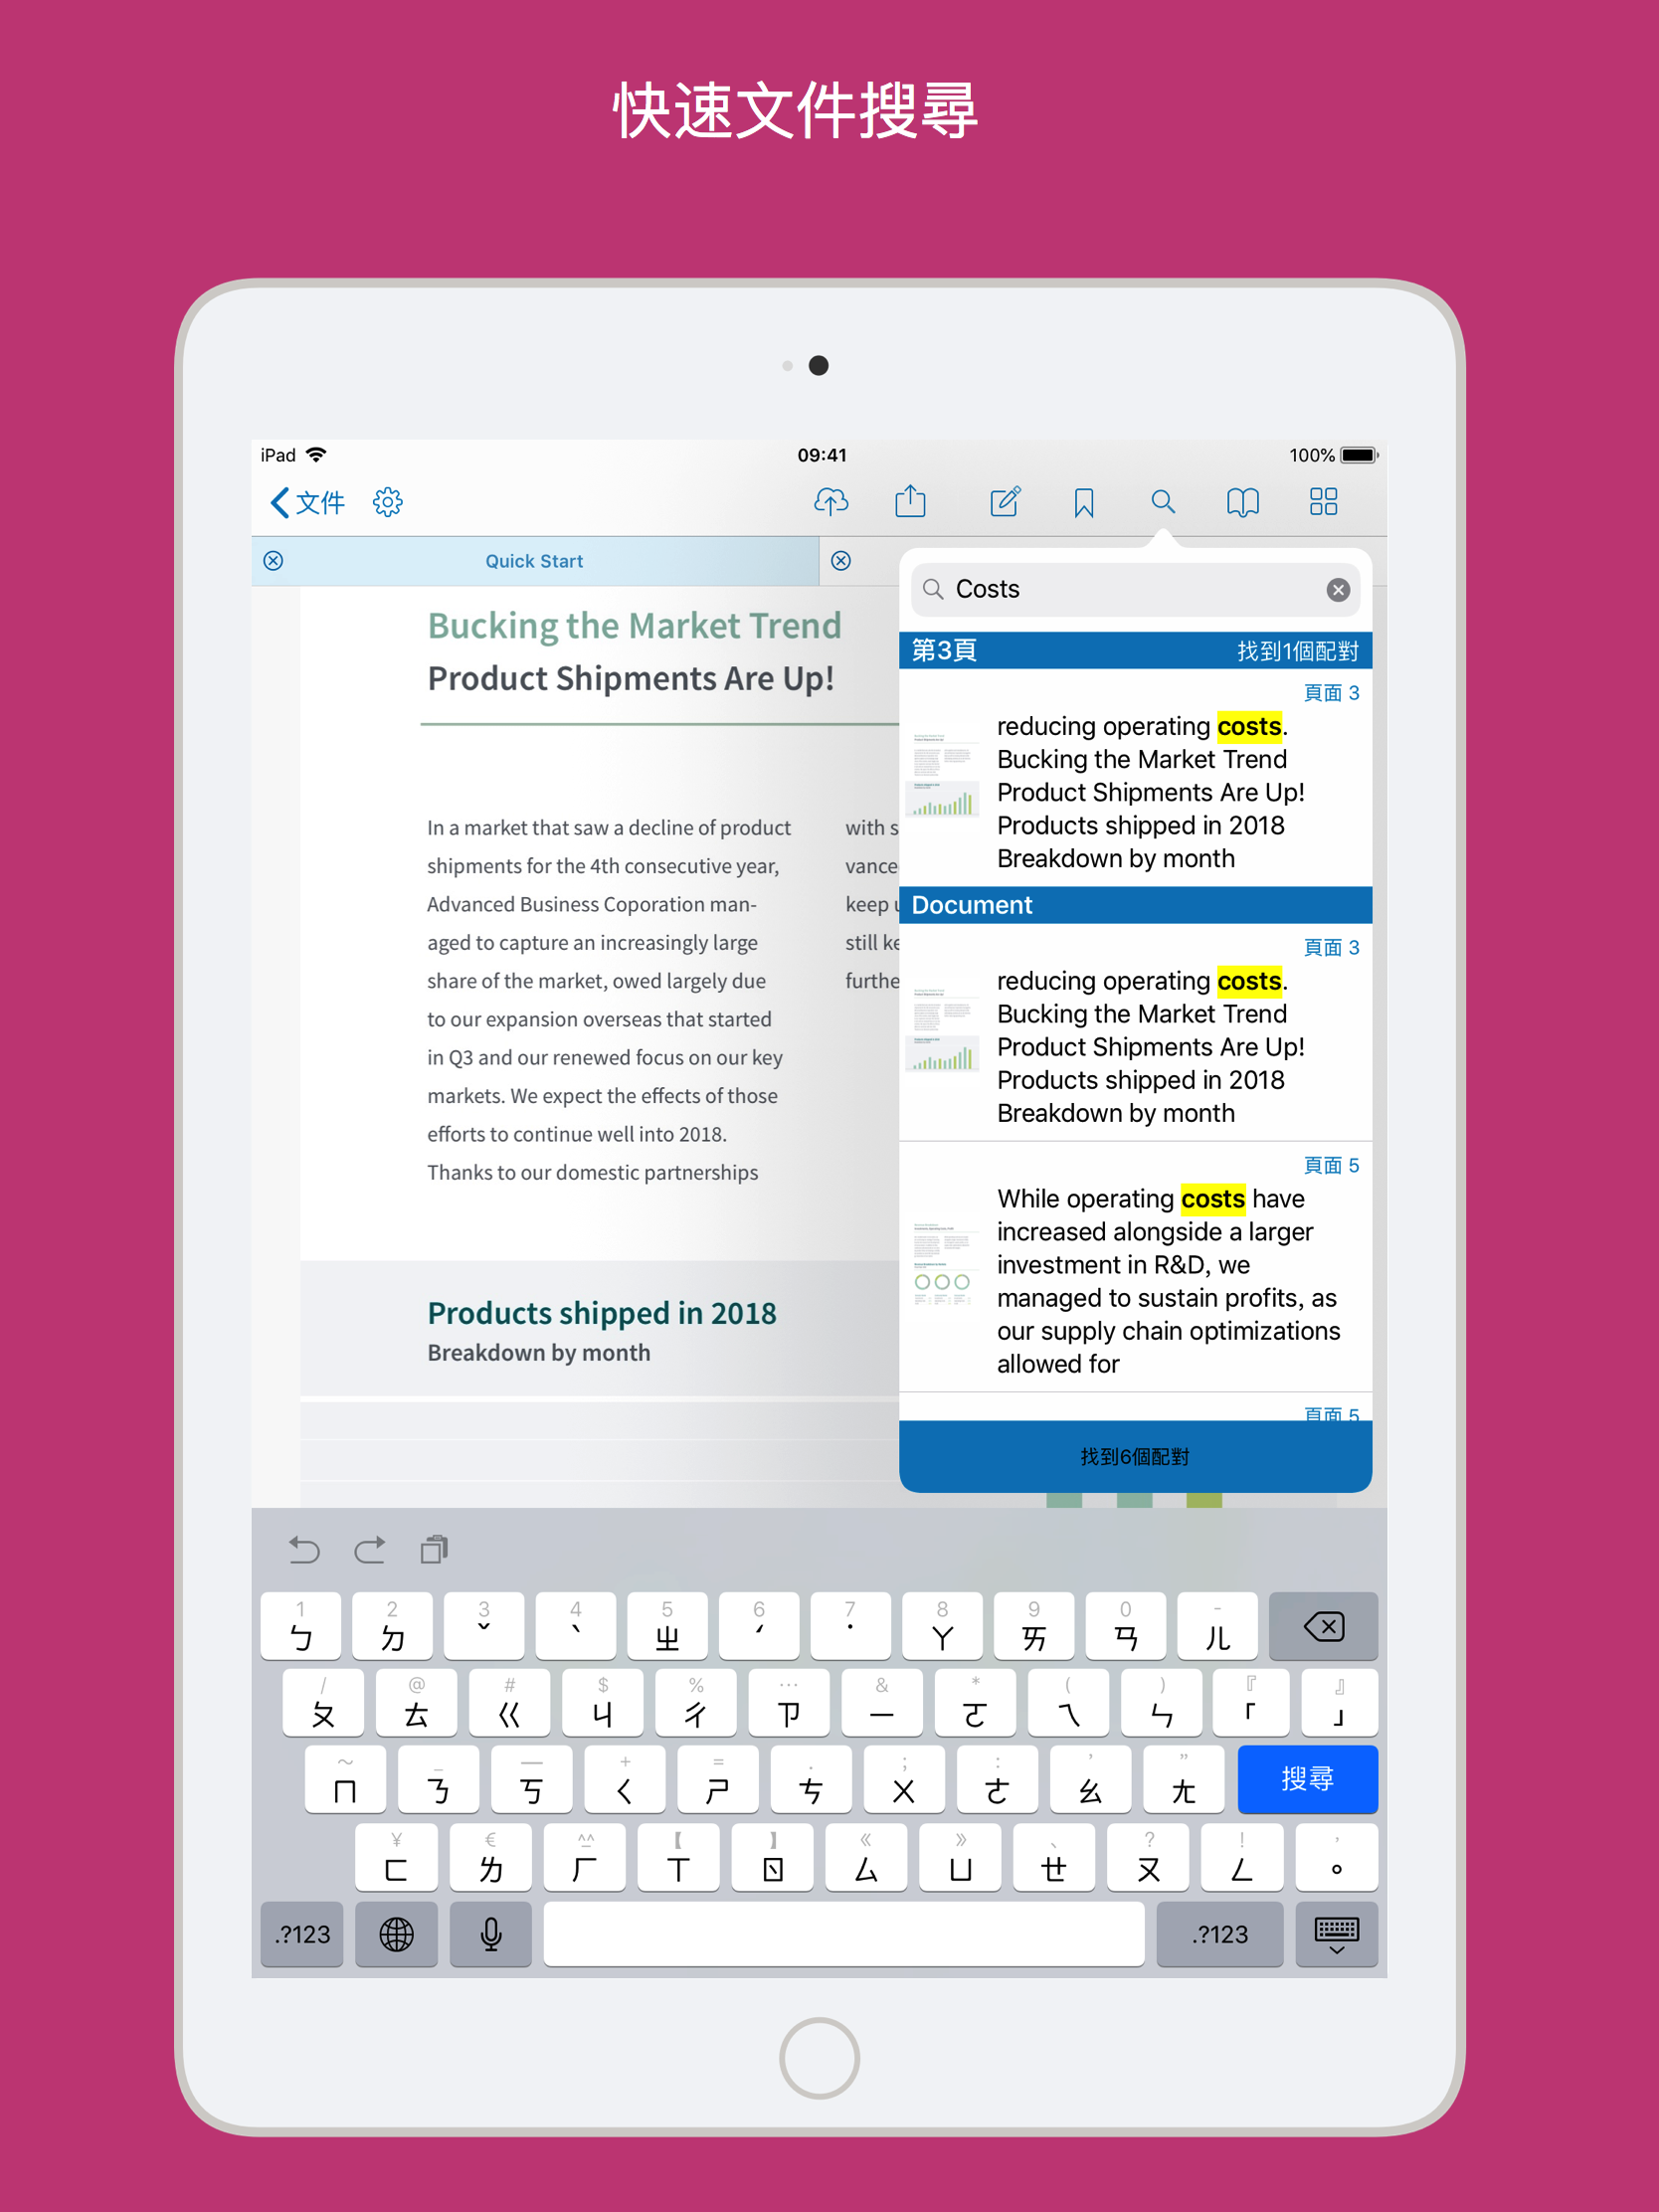 快速文件搜尋
iPad 09:41 100%
文件
Quick Start
Bucking the Market Trend
Product Shipments Are Up!
In a market that saw a decline of product
shipments for the 4th consecutive year,
Advanced Business Coporation man-
aged to capture an increasingly large
share of the market, owed largely due
to our expansion overseas that started
in Q3 and our renewed focus on our key
markets. We expect the effects of those
efforts to continue well into 2018.
Thanks to our domestic partnerships
with s
vance
keep u
still ke
furthe
Products shipped in 2018
Breakdown by month
Costs
第3頁 找到1個配對
頁面 3
reducing operating costs.
Bucking the Market Trend
Product Shipments Are Up!
Products shipped in 2018
Breakdown by month
Document
頁面 3
reducing operating costs.
Bucking the Market Trend
Product Shipments Are Up!
Products shipped in 2018
Breakdown by month
頁面 5
While operating costs have
increased alongside a larger
investment in R&D, we
managed to sustain profits, as
our supply chain optimizations
allowed for
頁面 5
找到6個配對
1 2 3 4 5 6 7 8 9 0 -
ㄅ ㄉ ˇ ˋ ㄓ ˊ ˙ ㄚ ㄞ ㄢ ㄦ
/ @ # $ % … & * ( ) 『 』
ㄆ ㄊ ㄍ ㄐ ㄔ ㄗ ㄧ ㄛ ㄟ ㄣ 「 」
～ _ — + = . ; : ’ ”
ㄇ ㄋ ㄎ ㄑ ㄕ ㄘ ㄨ ㄜ ㄠ ㄤ 搜尋
¥ € ^_^ 【 】 《 》 、 ? ! ，
ㄈ ㄌ ㄏ ㄒ ㄖ ㄙ ㄩ ㄝ ㄡ ㄥ 。
.?123 .?123